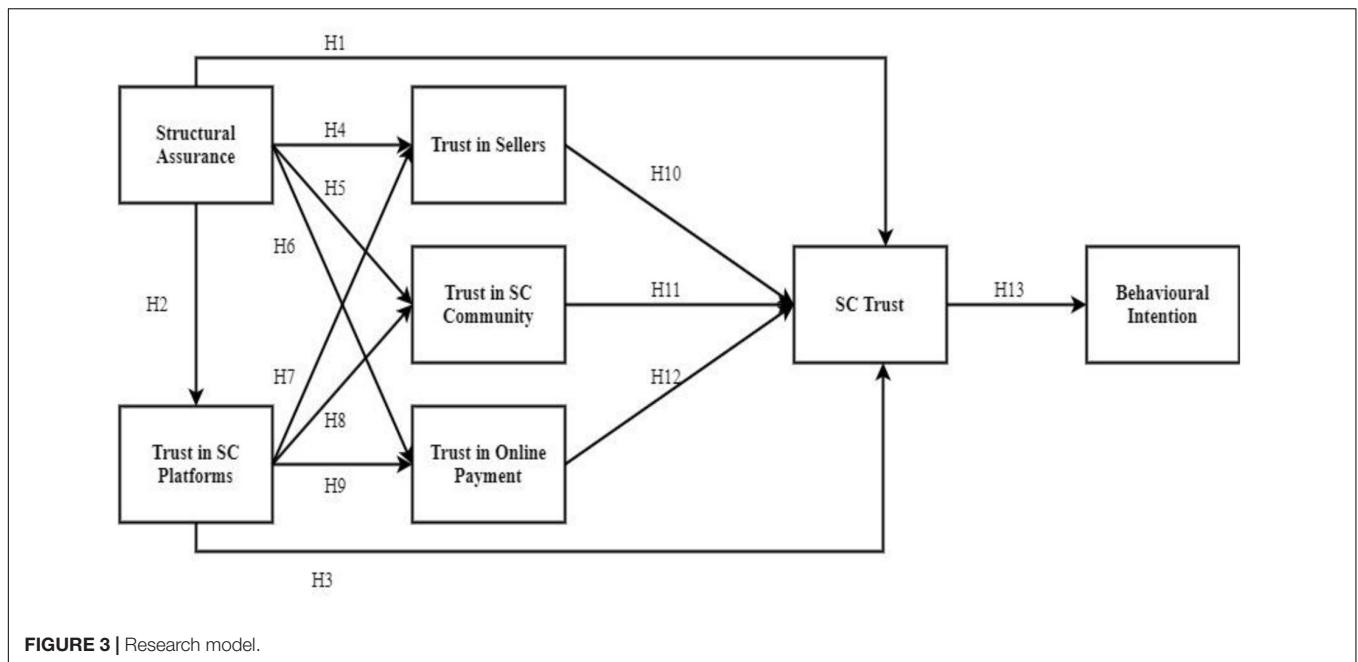 H1
Structural
Assurance
H4
Trust in Sellers
H5
H10
H6
H2
Trust in SC
Community
H11
SC Trust
H13
Behavioural
Intention
H7
H12
H8
Trust in SC
Platforms
H9
Trust in Online
Payment
H3
FIGURE 3 | Research model.